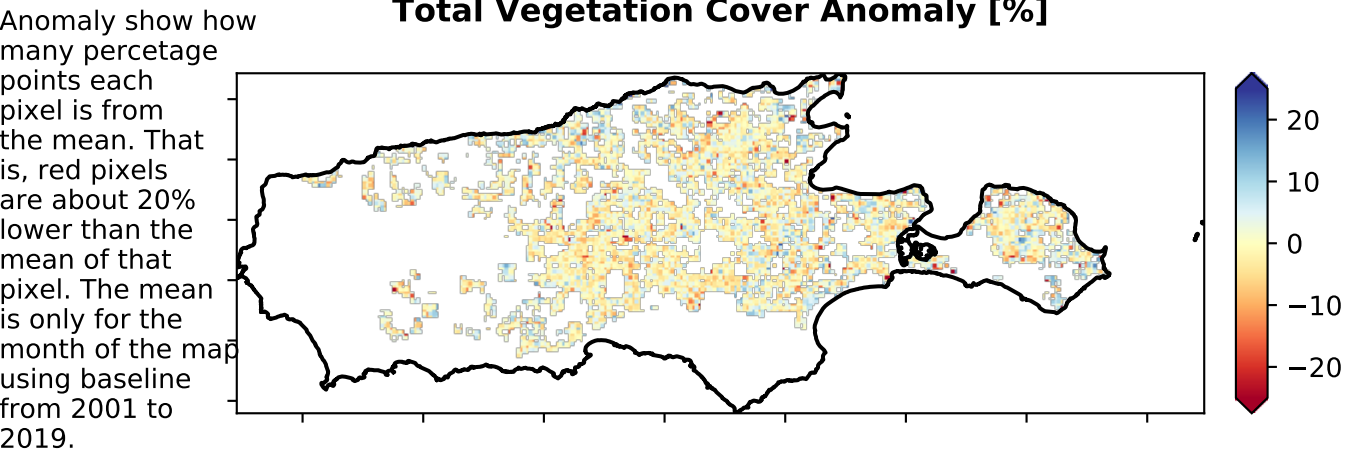 Total Vegetation Cover Anomaly [%]
Anomaly show how
many percetage
points each
pixel is from
the mean. That
is, red pixels
are about 20%
lower than the
mean of that
pixel. The mean
is only for the
month of the map
using baseline
from 2001 to
2019.
20
10
0
−10
−20